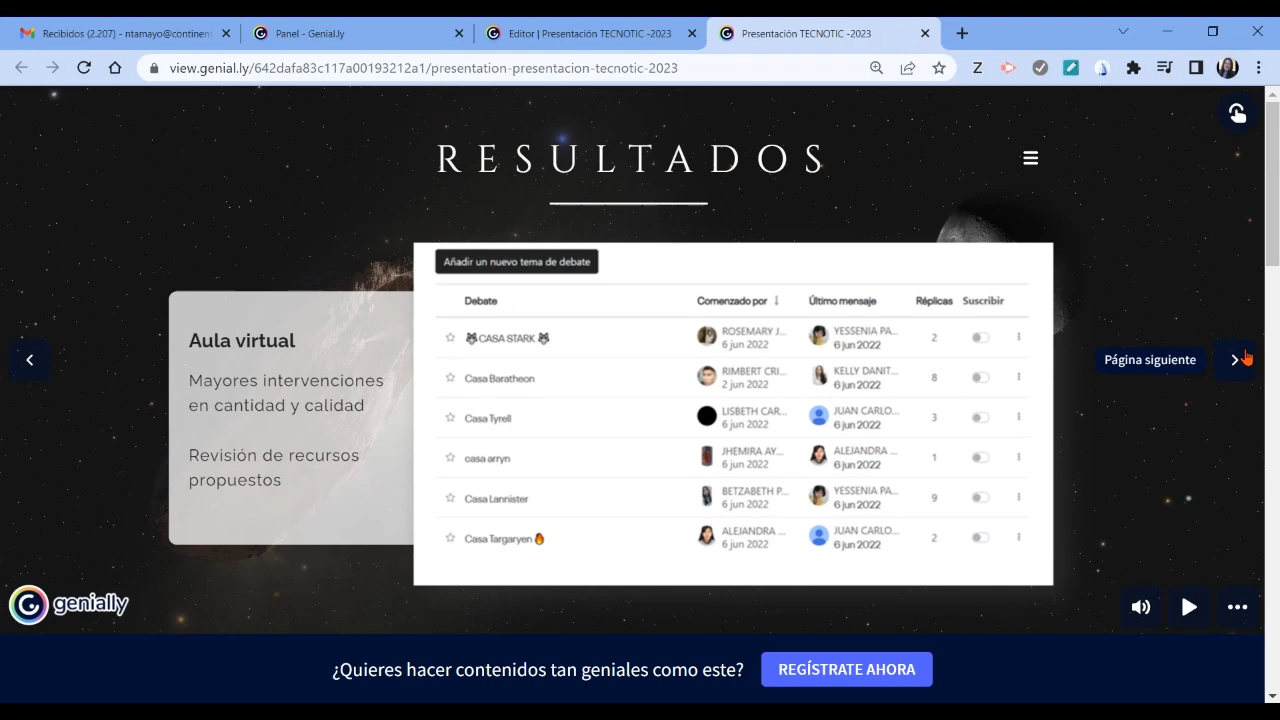 Recibidos (2.207) - ntamayo@continen
Panel - Genial.ly
Editor | Presentación TECNOTIC -2023
Presentación TECNOTIC -2023
view.genial.ly/642dafa83c117a00193212a1/presentation-presentacion-tecnotic-2023
Z
RESULTADOS
Aula virtual
Mayores intervenciones
en cantidad y calidad
Revisión de recursos
propuestos
Añadir un nuevo tema de debate
Debate Comenzado por ↓ Último mensaje Réplicas Suscribir
🐺CASA STARK 🐺 ROSEMARY J... YESSENIA PA... 2
6 jun 2022 6 jun 2022
Casa Baratheon RIMBERT CRI... KELLY DANIT... 8
2 jun 2022 6 jun 2022
Casa Tyrell LISBETH CAR... JUAN CARLO... 3
6 jun 2022 6 jun 2022
casa arryn JHEMIRA AY... ALEJANDRA ... 1
6 jun 2022 6 jun 2022
Casa Lannister BETZABETH P... YESSENIA PA... 9
6 jun 2022 6 jun 2022
Casa Targaryen 🔥 ALEJANDRA ... JUAN CARLO... 2
6 jun 2022 6 jun 2022
Página siguiente
genially
¿Quieres hacer contenidos tan geniales como este? REGÍSTRATE AHORA